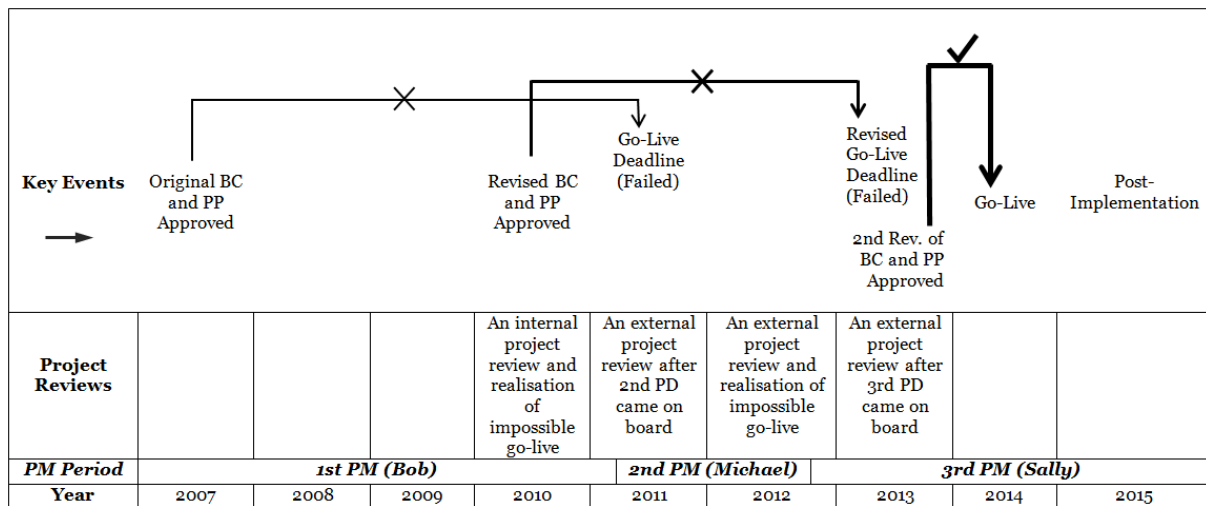 Key Events
Original BC
and PP
Approved
Revised BC
and PP
Approved
Go-Live
Deadline
(Failed)
Revised
Go-Live
Deadline
(Failed)
2nd Rev. of
BC and PP
Approved
Go-Live
Post-
Implementation
Project
Reviews
An internal
project
review and
realisation
of
impossible
go-live
An external
project
review after
2nd PD
came on
board
An external
project
review and
realisation of
impossible
go-live
An external
project
review after
3rd PD
came on
board
PM Period
1st PM (Bob)
2nd PM (Michael)
3rd PM (Sally)
Year
2007
2008
2009
2010
2011
2012
2013
2014
2015